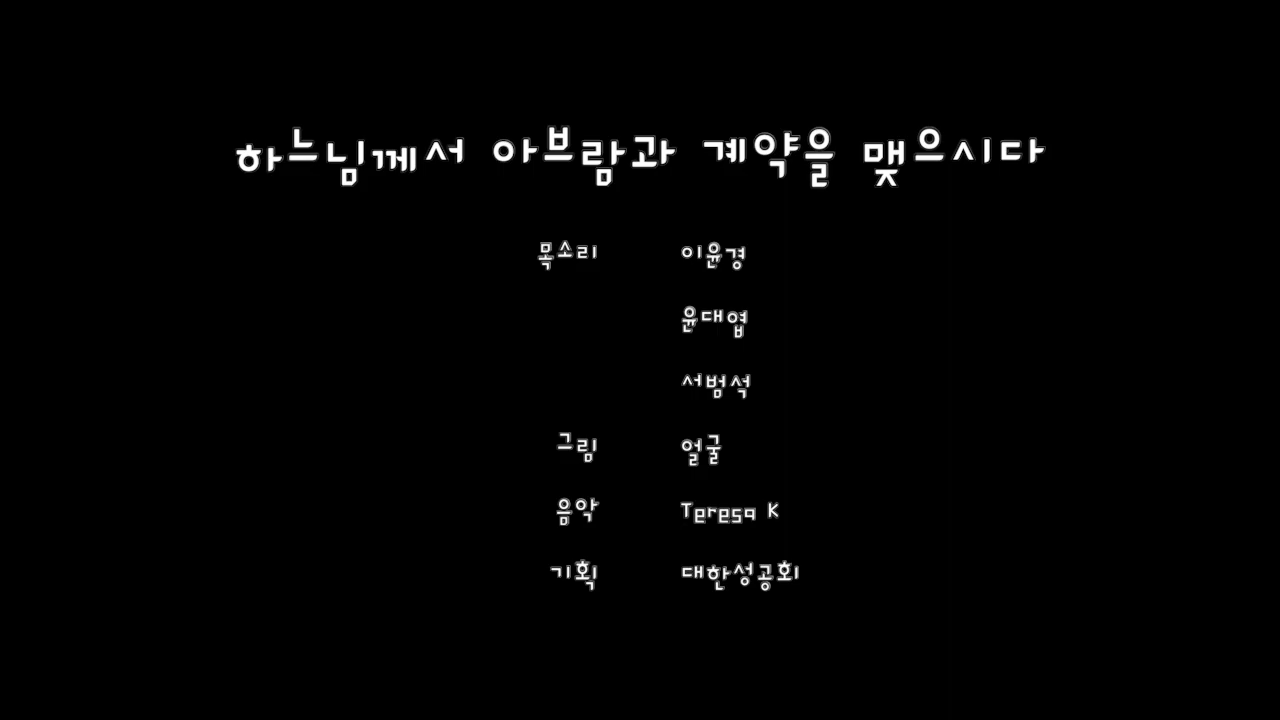 하느님께서 아브람과 계약을 맺으시다
목소리 이윤경
윤대엽
서범석
그림 얼굴
음악 Teresa K
기획 대한성공회